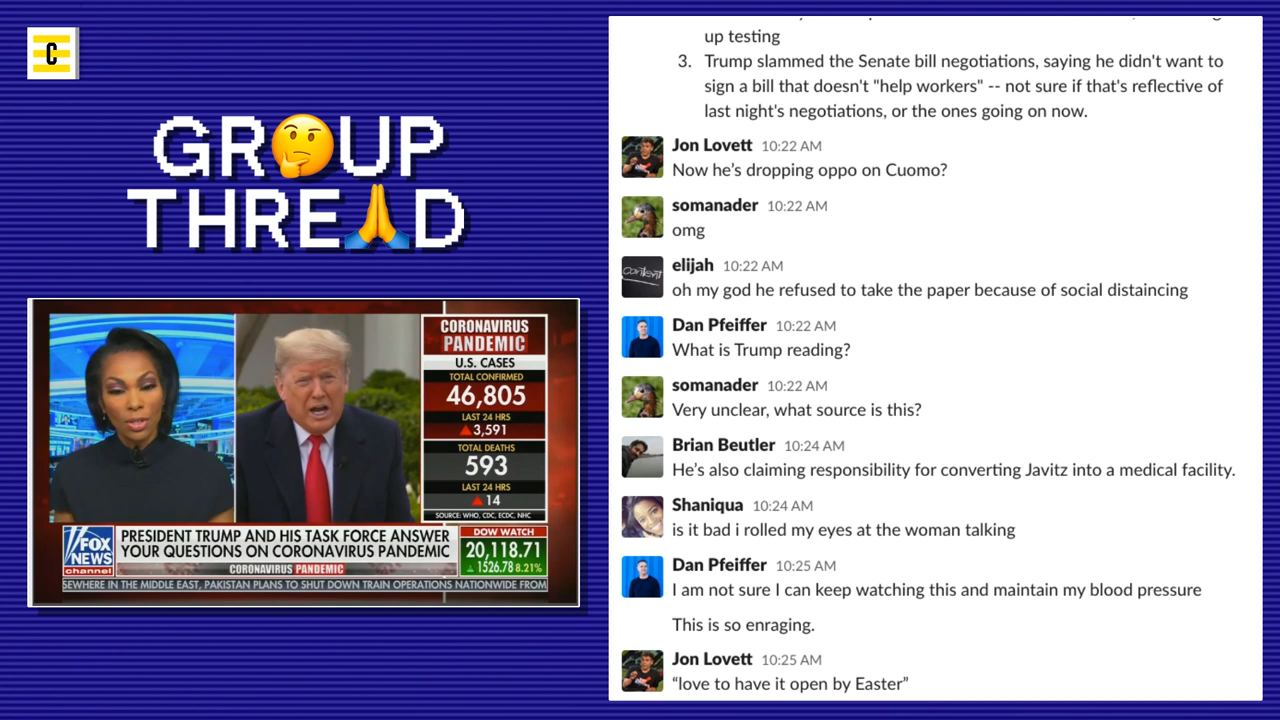 C
GR🤔UP
THRE🙏D
CORONAVIRUS
PANDEMIC
U.S. CASES
TOTAL CONFIRMED
46,805
LAST 24 HRS
▲3,591
TOTAL DEATHS
593
LAST 24 HRS
▲14
SOURCE: WHO, CDC, ECDC, NHC
FOX
NEWS
channel
PRESIDENT TRUMP AND HIS TASK FORCE ANSWER
YOUR QUESTIONS ON CORONAVIRUS PANDEMIC
CORONAVIRUS PANDEMIC
DOW WATCH
20,118.71
▲ 1526.78 8.21%
SEWHERE IN THE MIDDLE EAST, PAKISTAN PLANS TO SHUT DOWN TRAIN OPERATIONS NATIONWIDE FROM
up testing
3. Trump slammed the Senate bill negotiations, saying he didn't want to
sign a bill that doesn't "help workers" -- not sure if that's reflective of
last night's negotiations, or the ones going on now.
Jon Lovett 10:22 AM
Now he's dropping oppo on Cuomo?
somanader 10:22 AM
omg
content
elijah 10:22 AM
oh my god he refused to take the paper because of social distaincing
Dan Pfeiffer 10:22 AM
What is Trump reading?
somanader 10:22 AM
Very unclear, what source is this?
Brian Beutler 10:24 AM
He's also claiming responsibility for converting Javitz into a medical facility.
Shaniqua 10:24 AM
is it bad i rolled my eyes at the woman talking
Dan Pfeiffer 10:25 AM
I am not sure I can keep watching this and maintain my blood pressure
This is so enraging.
Jon Lovett 10:25 AM
“love to have it open by Easter”